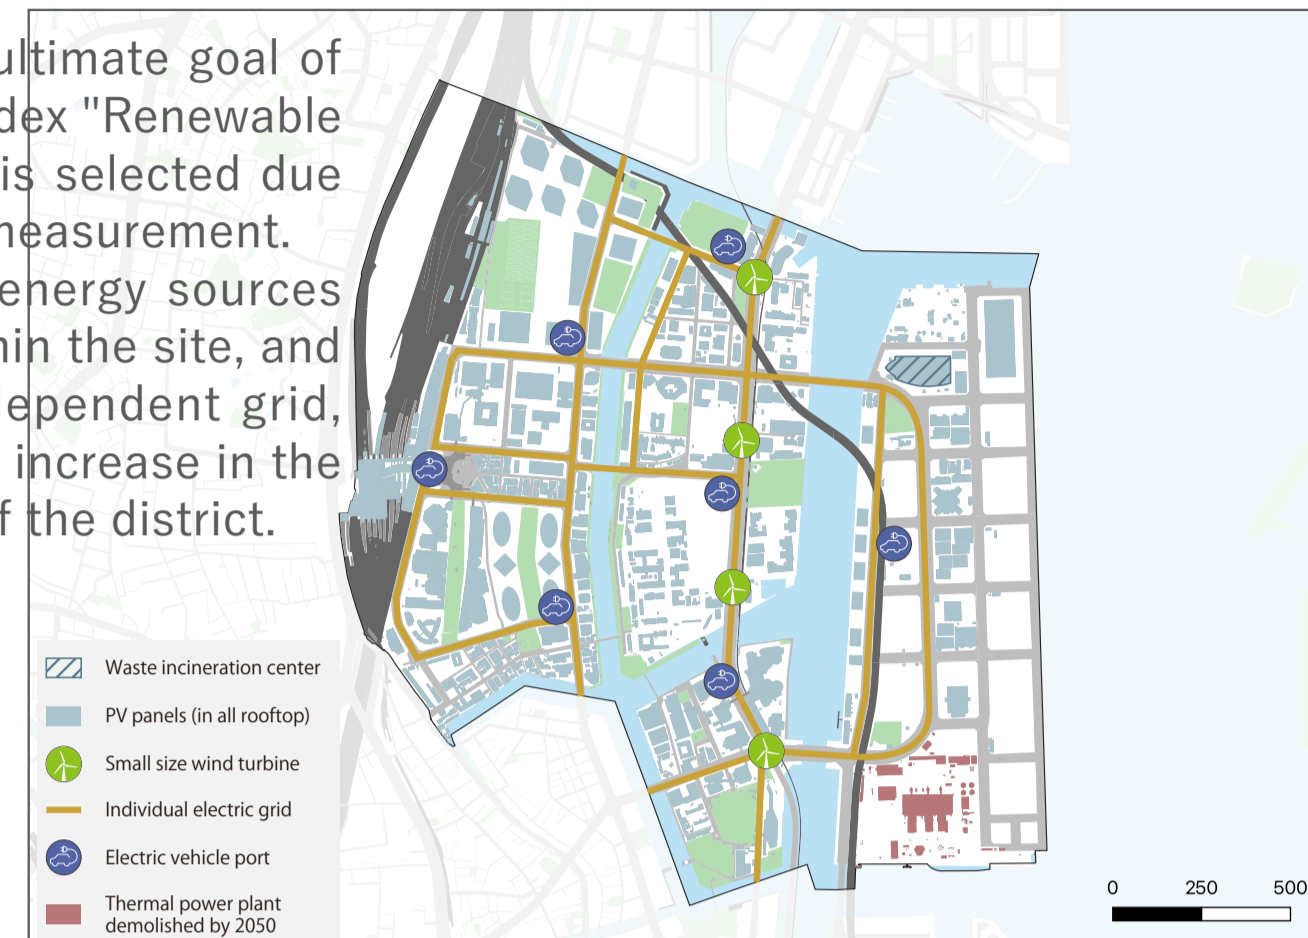 ultimate goal of
dex "Renewable
is selected due
measurement.
energy sources
hin the site, and
dependent grid,
increase in the
f the district.
Waste incineration center
PV panels (in all rooftop)
Small size wind turbine
Individual electric grid
Electric vehicle port
Thermal power plant
demolished by 2050
0 250 500